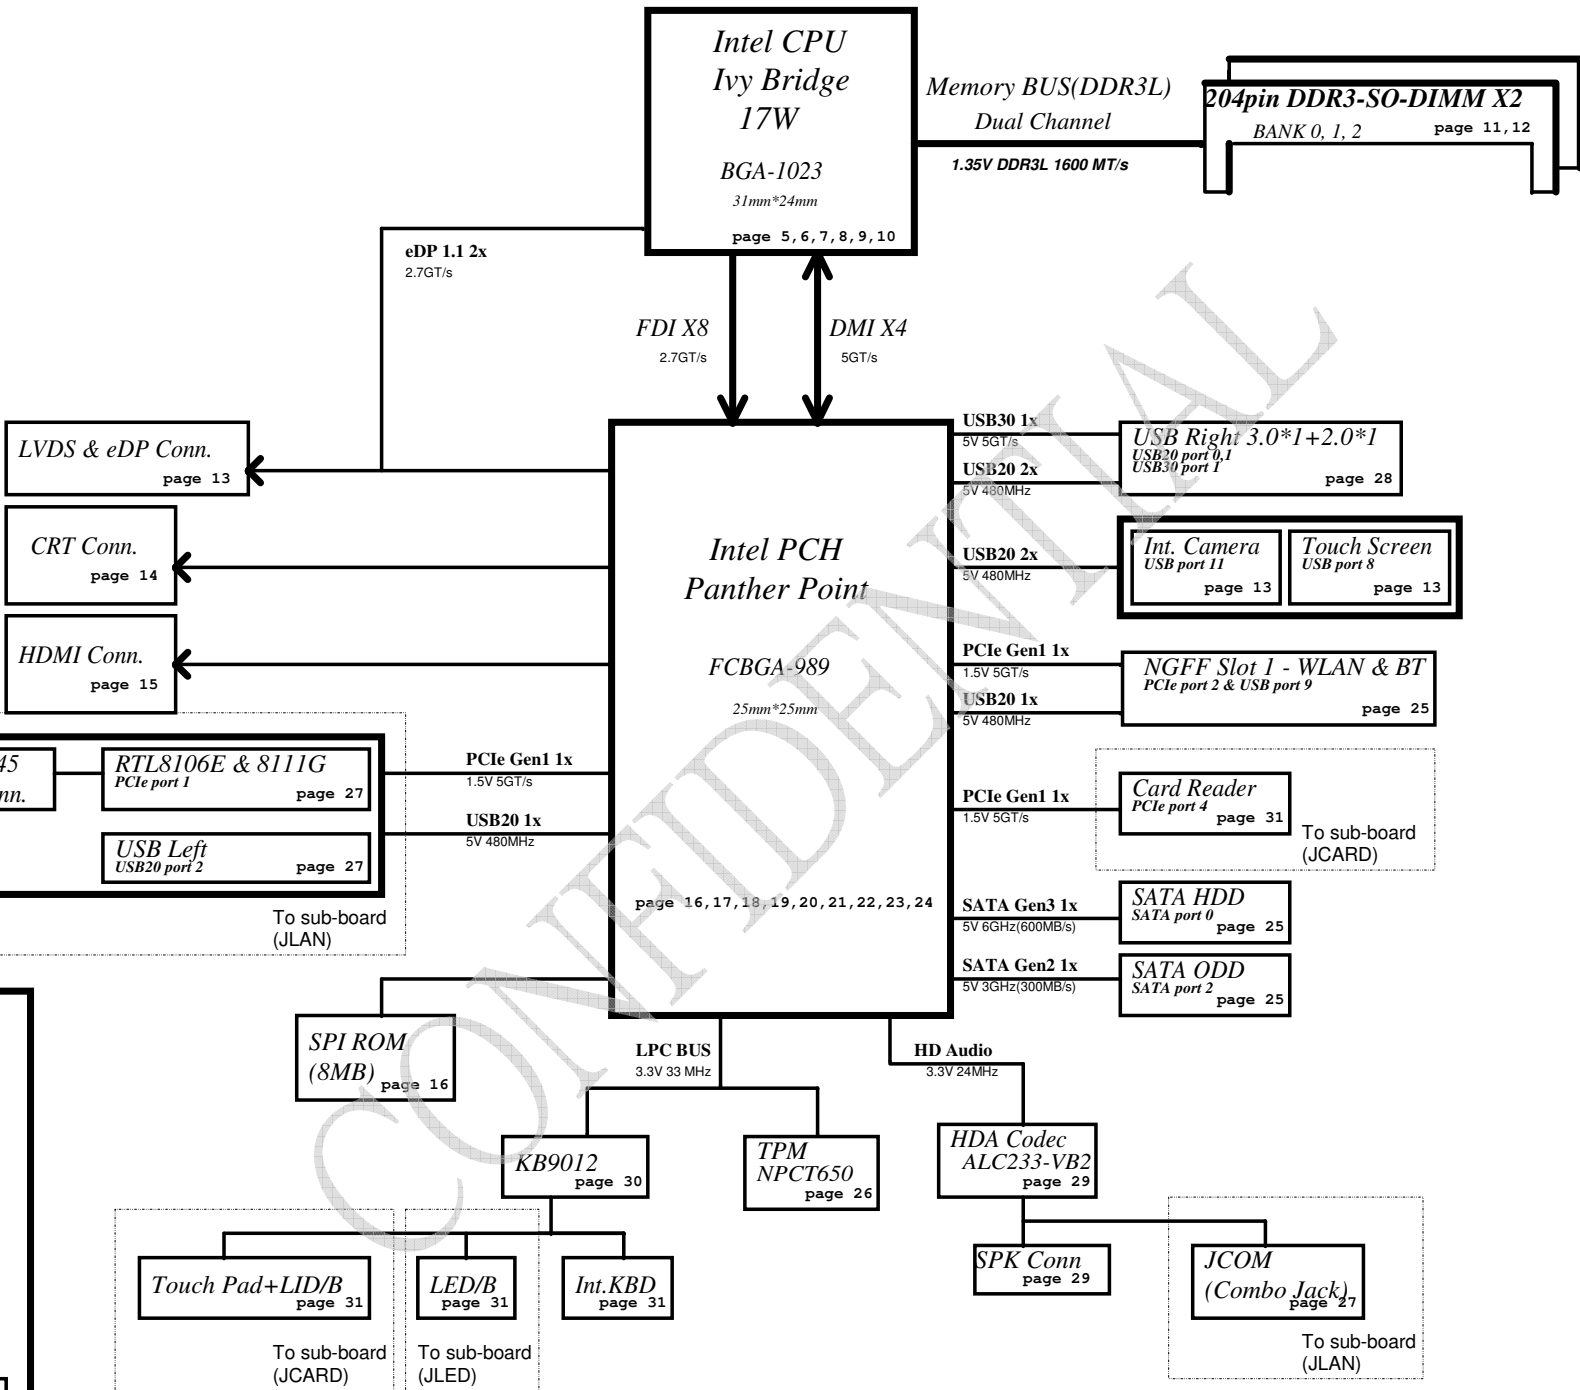 Intel CPU
Ivy Bridge
17W
BGA-1023
31mm*24mm
page 5,6,7,8,9,10
Memory BUS(DDR3L)
Dual Channel
1.35V DDR3L 1600 MT/s
204pin DDR3-SO-DIMM X2
BANK 0, 1, 2 page 11,12
eDP 1.1 2x
2.7GT/s
FDI X8
2.7GT/s
DMI X4
5GT/s
LVDS & eDP Conn.
page 13
CRT Conn.
page 14
HDMI Conn.
page 15
Intel PCH
Panther Point
FCBGA-989
25mm*25mm
page 16,17,18,19,20,21,22,23,24
USB30 1x
5V 5GT/s
USB20 2x
5V 480MHz
USB Right 3.0*1+2.0*1
USB20 port 0,1
USB30 port 1
page 28
USB20 2x
5V 480MHz
Int. Camera
USB port 11
page 13
Touch Screen
USB port 8
page 13
PCIe Gen1 1x
1.5V 5GT/s
USB20 1x
5V 480MHz
NGFF Slot 1 - WLAN & BT
PCIe port 2 & USB port 9
page 25
45
nn.
RTL8106E & 8111G
PCIe port 1
page 27
USB Left
USB20 port 2
page 27
PCIe Gen1 1x
1.5V 5GT/s
USB20 1x
5V 480MHz
To sub-board
(JLAN)
PCIe Gen1 1x
1.5V 5GT/s
Card Reader
PCIe port 4
page 31
To sub-board
(JCARD)
SATA Gen3 1x
5V 6GHz(600MB/s)
SATA HDD
SATA port 0
page 25
SATA Gen2 1x
5V 3GHz(300MB/s)
SATA ODD
SATA port 2
page 25
SPI ROM
(8MB) page 16
LPC BUS
3.3V 33 MHz
HD Audio
3.3V 24MHz
KB9012
page 30
TPM
NPCT650
page 26
HDA Codec
ALC233-VB2
page 29
Touch Pad+LID/B
page 31
LED/B
page 31
Int.KBD
page 31
SPK Conn
page 29
JCOM
(Combo Jack)
page 27
To sub-board
(JCARD)
To sub-board
(JLED)
To sub-board
(JLAN)
CONFIDENTIAL